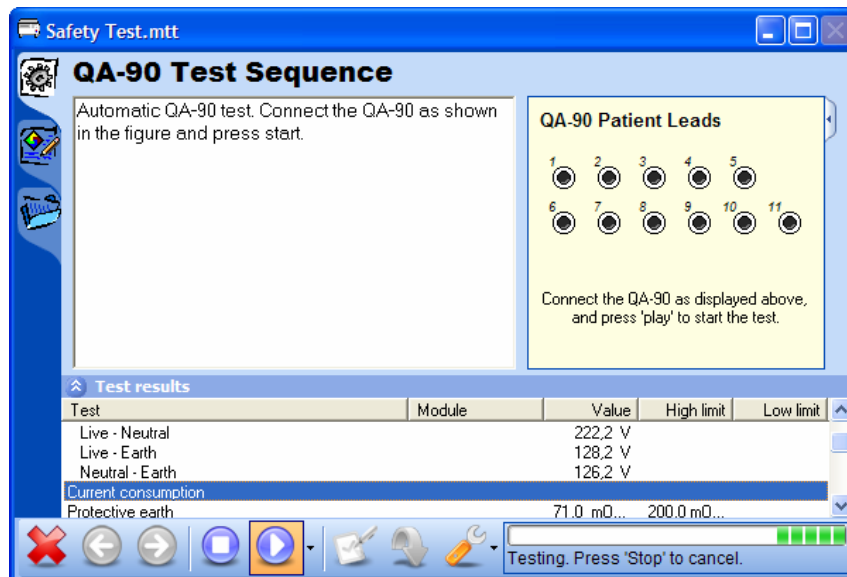 Safety Test.mtt
QA-90 Test Sequence
Automatic QA-90 test. Connect the QA-90 as shown
in the figure and press start.
QA-90 Patient Leads
1 2 3 4 5
6 7 8 9 10 11
Connect the QA-90 as displayed above,
and press 'play' to start the test.
Test results
Test Module Value High limit Low limit
Live - Neutral 222,2 V
Live - Earth 128,2 V
Neutral - Earth 126,2 V
Current consumption
Protective earth 71.0 mO... 200.0 mO...
Testing. Press 'Stop' to cancel.